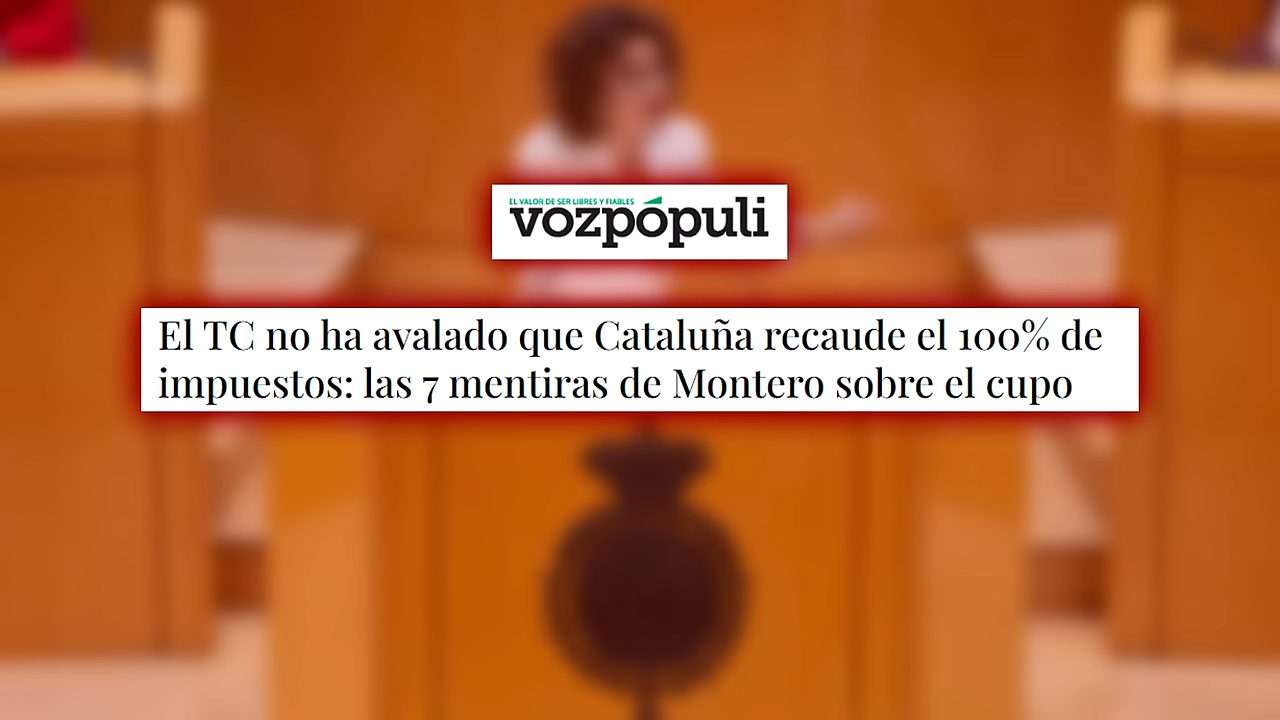 EL VALOR DE SER LIBRES Y FIABLES
vozpópuli
El TC no ha avalado que Cataluña recaude el 100% de
impuestos: las 7 mentiras de Montero sobre el cupo